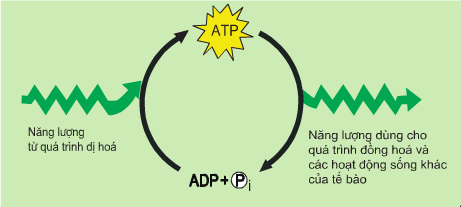 ATP
Năng lượng
từ quá trình dị hoá
Năng lượng dùng cho
quá trình đồng hoá và
các hoạt động sống khác
của tế bào
ADP + Pi